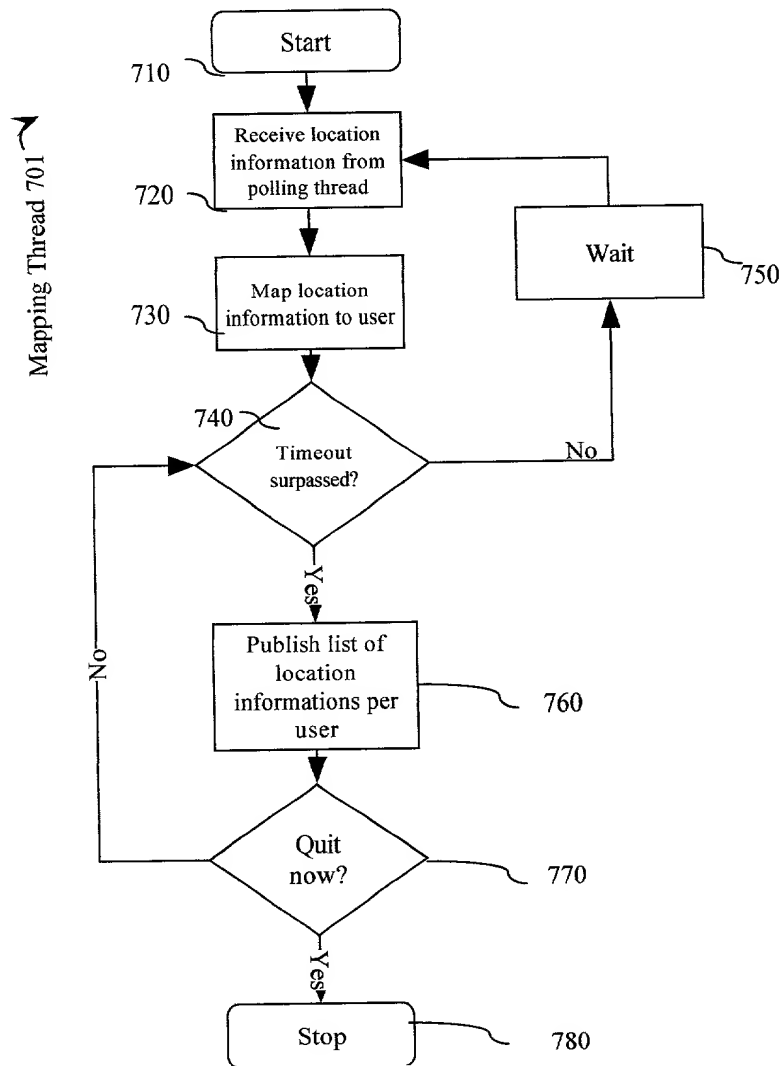 Start
710
Mapping Thread 701
Receive location
information from
polling thread
720
Wait
750
Map location
information to user
730
740
Timeout
surpassed?
No
Yes
Publish list of
location
informations per
user
760
No
Quit
now?
770
Yes
Stop
780